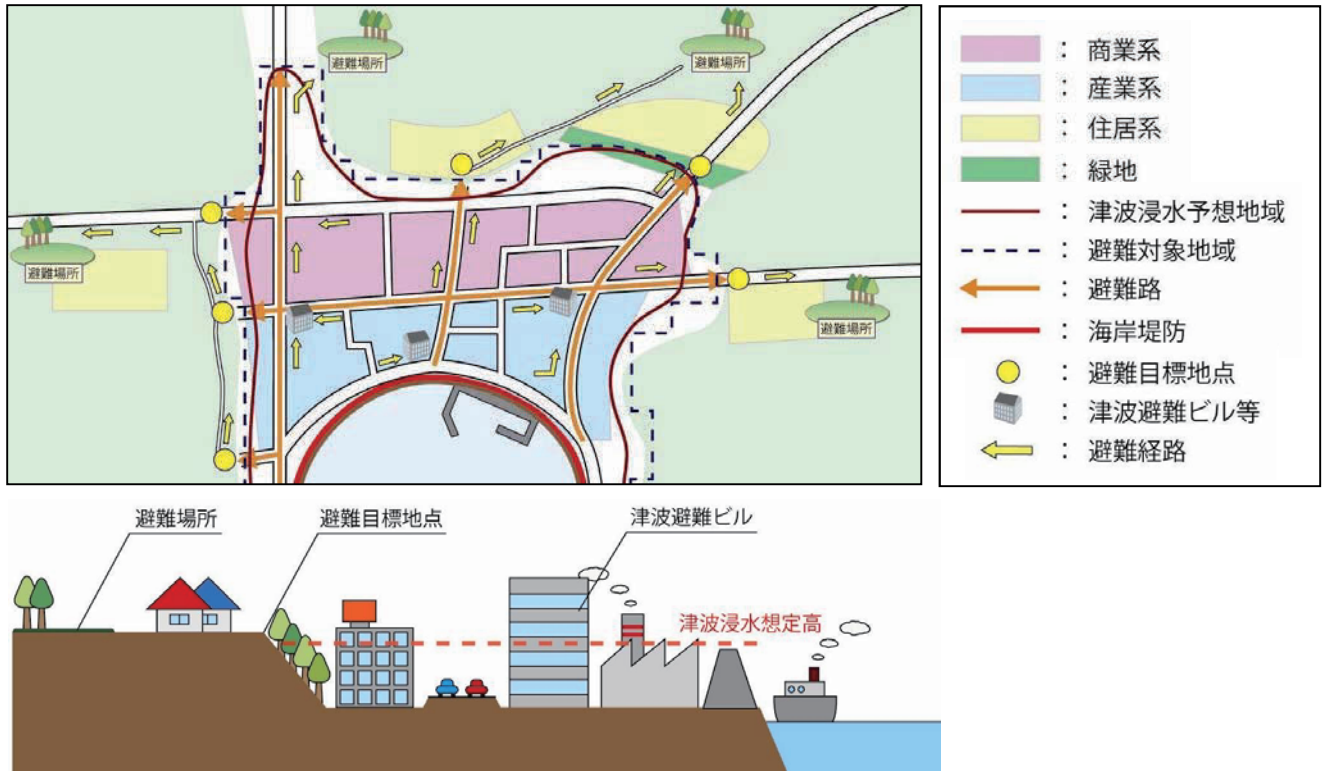 避難場所
避難場所
避難場所
避難場所
： 商業系
： 産業系
： 住居系
： 緑地
： 津波浸水予想地域
： 避難対象地域
： 避難路
： 海岸堤防
： 避難目標地点
： 津波避難ビル等
： 避難経路
避難場所
避難目標地点
津波避難ビル
津波浸水想定高